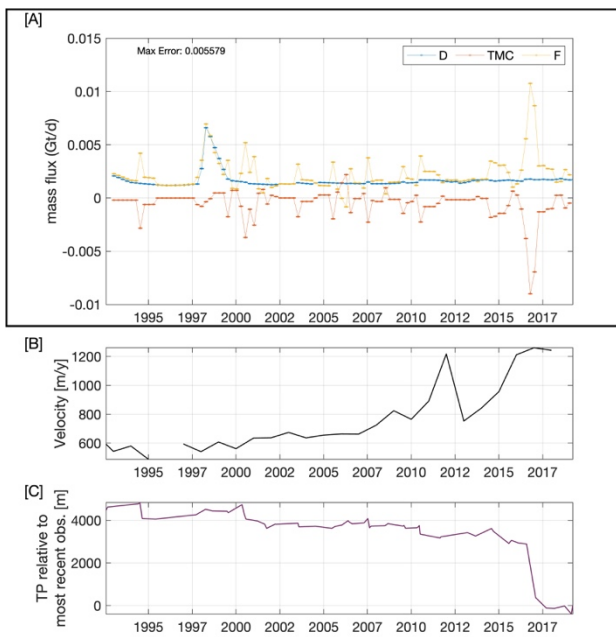 [A]
0.015
Max Error: 0.005579
D TMC F
0.01
0.005
0
-0.005
-0.01
mass flux (Gt/d)
1995 1997 2000 2002 2005 2007 2010 2012 2015 2017
[B]
1200
1000
800
600
Velocity [m/y]
1995 1997 2000 2002 2005 2007 2010 2012 2015 2017
[C]
4000
2000
0
TP relative to
most recent obs. [m]
1995 1997 2000 2002 2005 2007 2010 2012 2015 2017